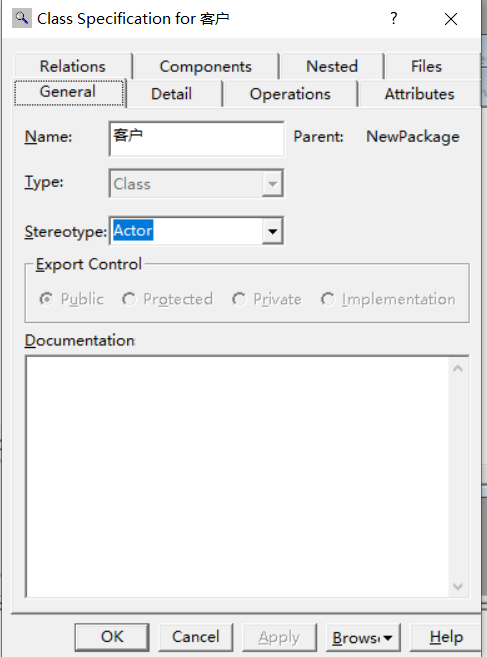 Class Specification for 客户
?
Relations Components Nested Files
General Detail Operations Attributes
Name: 客户 Parent: NewPackage
Type: Class
Stereotype: Actor
Export Control
Public Protected Private Implementation
Documentation
OK Cancel Apply Browse Help